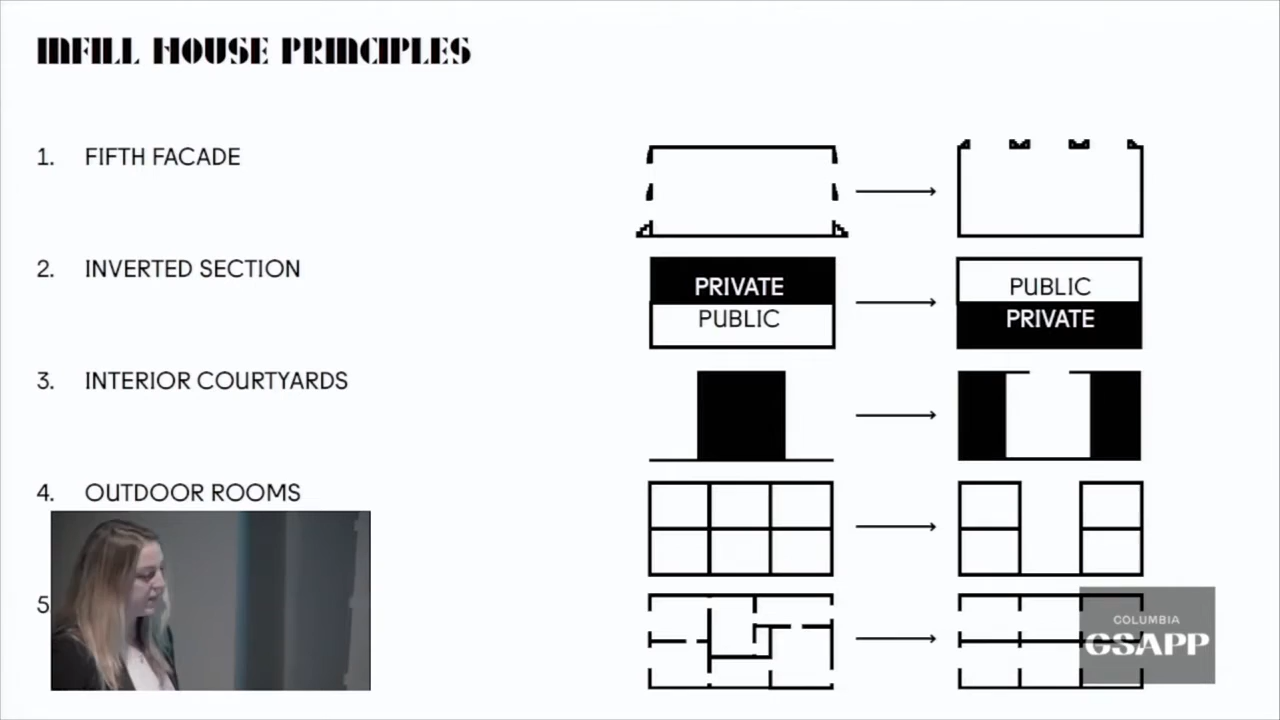 INFILL HOUSE PRINCIPLES
1. FIFTH FACADE
2. INVERTED SECTION
PRIVATE
PUBLIC
PUBLIC
PRIVATE
3. INTERIOR COURTYARDS
4. OUTDOOR ROOMS
5
COLUMBIA
GSAPP